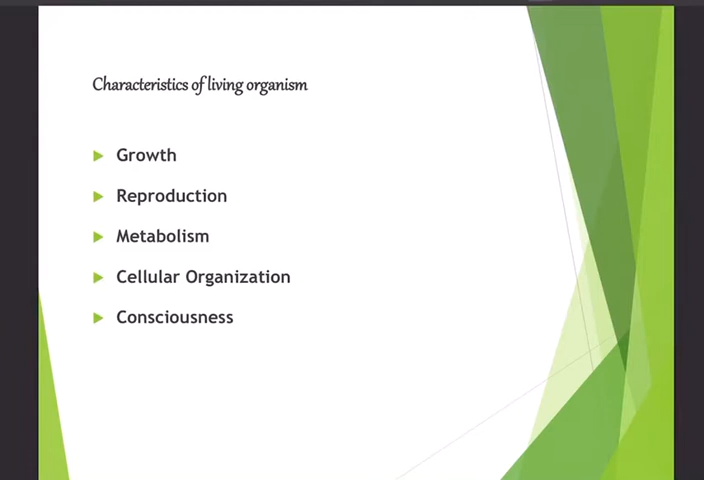 Characteristics of living organism
Growth
Reproduction
Metabolism
Cellular Organization
Consciousness